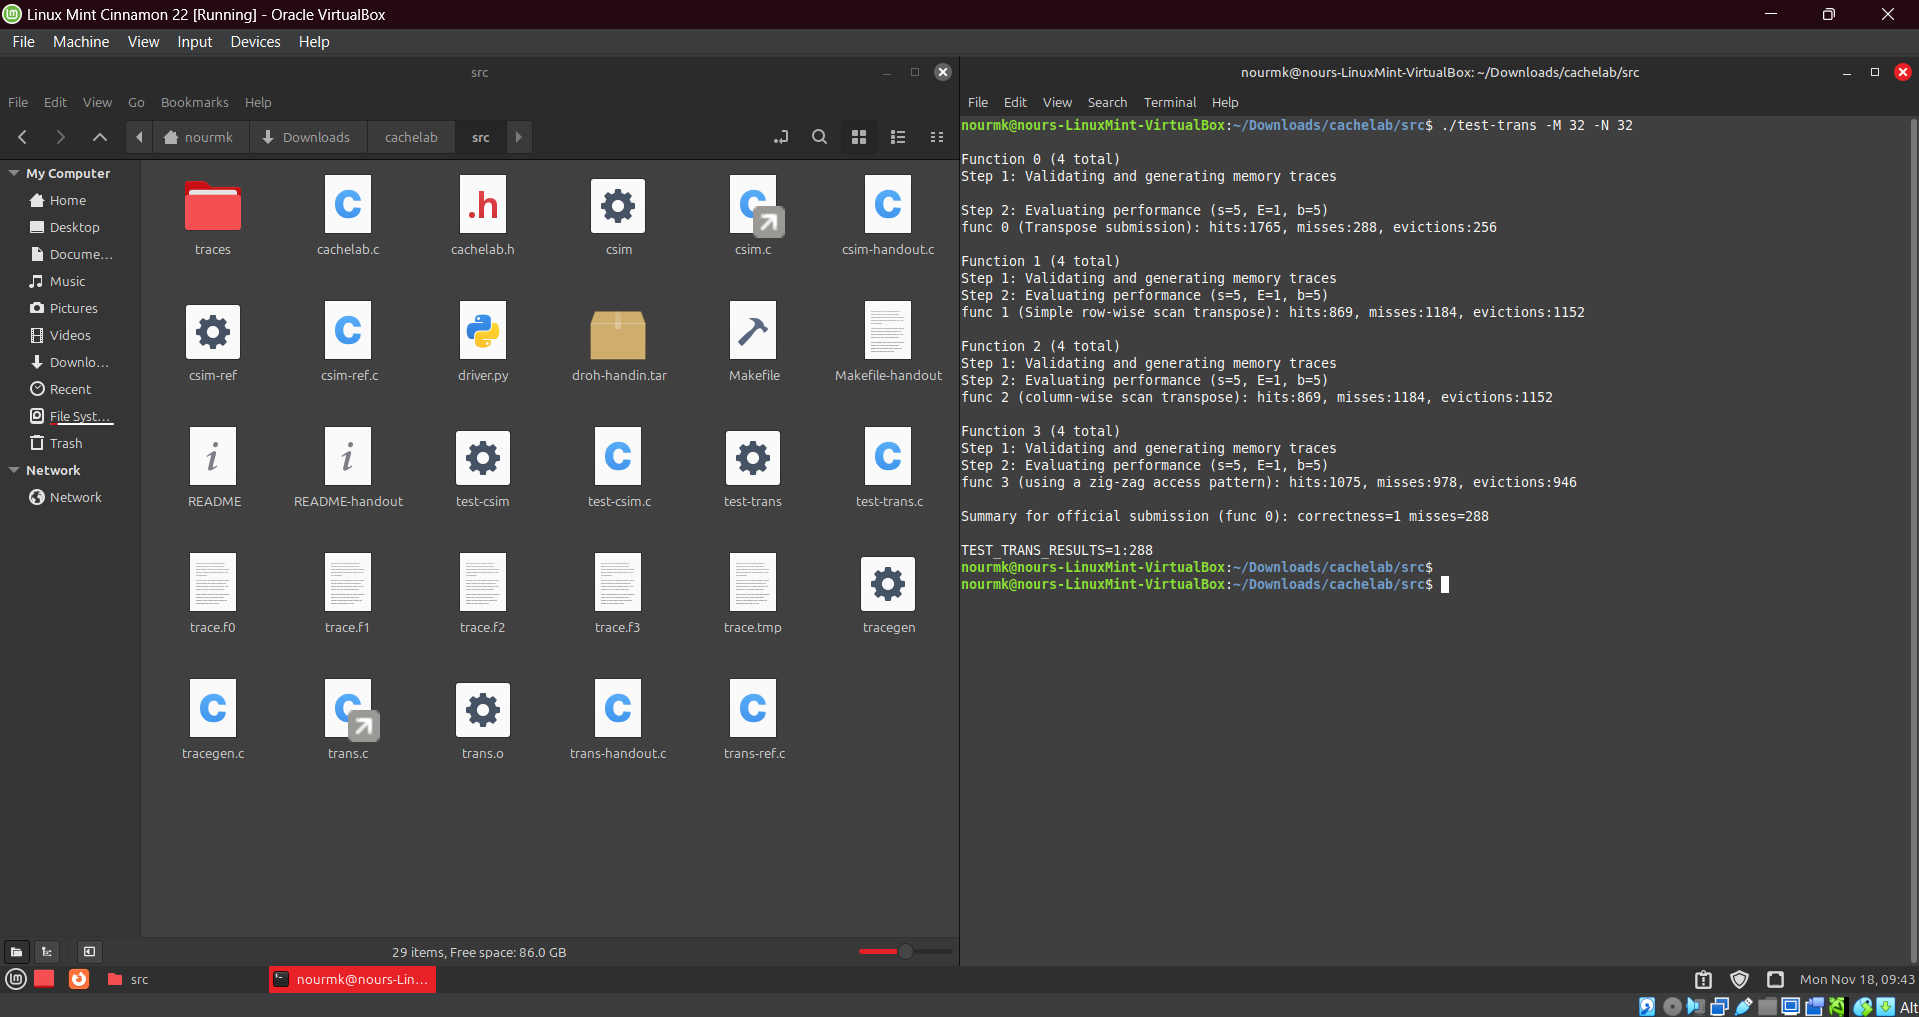 Linux Mint Cinnamon 22 [Running] - Oracle VirtualBox
File Machine View Input Devices Help
src
File Edit View Go Bookmarks Help
nourmk Downloads cachelab src
My Computer
Home
Desktop
Docume...
Music
Pictures
Videos
Downlo...
Recent
File Syst...
Trash
Network
Network
traces cachelab.c cachelab.h csim csim.c csim-handout.c
csim-ref csim-ref.c driver.py droh-handin.tar Makefile Makefile-handout
README README-handout test-csim test-csim.c test-trans test-trans.c
trace.f0 trace.f1 trace.f2 trace.f3 trace.tmp tracegen
tracegen.c trans.c trans.o trans-handout.c trans-ref.c
29 items, Free space: 86.0 GB
nourmk@nours-LinuxMint-VirtualBox: ~/Downloads/cachelab/src
File Edit View Search Terminal Help
nourmk@nours-LinuxMint-VirtualBox:~/Downloads/cachelab/src$ ./test-trans -M 32 -N 32
Function 0 (4 total)
Step 1: Validating and generating memory traces
Step 2: Evaluating performance (s=5, E=1, b=5)
func 0 (Transpose submission): hits:1765, misses:288, evictions:256
Function 1 (4 total)
Step 1: Validating and generating memory traces
Step 2: Evaluating performance (s=5, E=1, b=5)
func 1 (Simple row-wise scan transpose): hits:869, misses:1184, evictions:1152
Function 2 (4 total)
Step 1: Validating and generating memory traces
Step 2: Evaluating performance (s=5, E=1, b=5)
func 2 (column-wise scan transpose): hits:869, misses:1184, evictions:1152
Function 3 (4 total)
Step 1: Validating and generating memory traces
Step 2: Evaluating performance (s=5, E=1, b=5)
func 3 (using a zig-zag access pattern): hits:1075, misses:978, evictions:946
Summary for official submission (func 0): correctness=1 misses=288
TEST_TRANS_RESULTS=1:288
nourmk@nours-LinuxMint-VirtualBox:~/Downloads/cachelab/src$
nourmk@nours-LinuxMint-VirtualBox:~/Downloads/cachelab/src$
src nourmk@nours-Lin... Mon Nov 18, 09:43
Alt